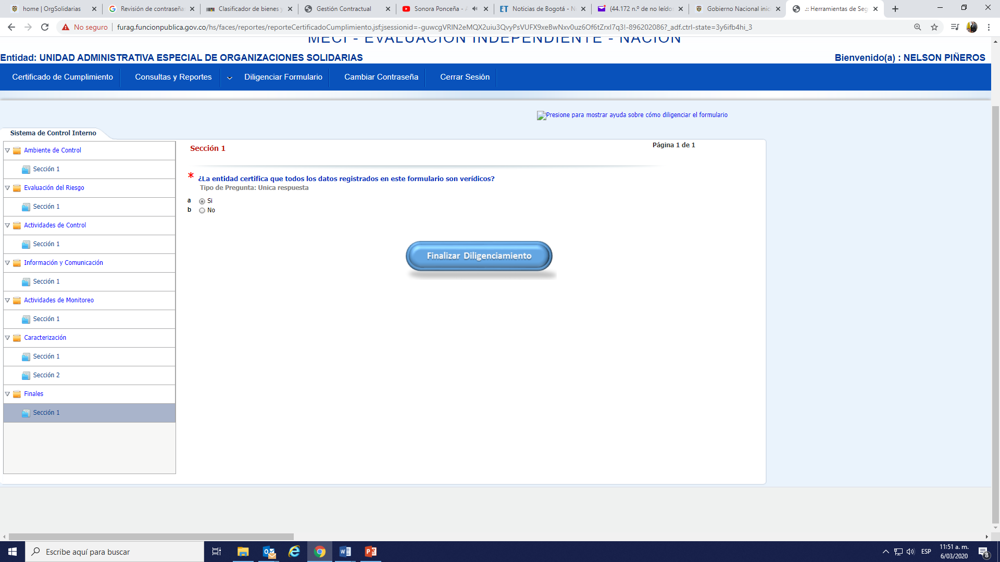 home | OrgSolidarias
Revisión de contraseña
Clasificador de bienes y
Gestión Contractual
Sonora Ponceña - A
ET Noticias de Bogotá - N
(44.172 n.º de no leído
Gobierno Nacional inic
.:: Herramientas de Seg
No seguro
furag.funcionpublica.gov.co/hs/faces/reportes/reporteCertificadoCumplimiento.jsf;jsessionid=-guwcgVRlN2eMQX2uiu3QvyPsVUFX9xeBwNxv0uz6Of6tZrxI7q3!-896202086?_adf.ctrl-state=3y6ifb4hi_3
MECI - EVALUACIÓN INDEPENDIENTE - NACIÓN
Entidad: UNIDAD ADMINISTRATIVA ESPECIAL DE ORGANIZACIONES SOLIDARIAS
Bienvenido(a) : NELSON PIÑEROS
Certificado de Cumplimiento
Consultas y Reportes
Diligenciar Formulario
Cambiar Contraseña
Cerrar Sesión
Presione para mostrar ayuda sobre cómo diligenciar el formulario
Sistema de Control Interno
Ambiente de Control
Sección 1
Evaluación del Riesgo
Sección 1
Actividades de Control
Sección 1
Información y Comunicación
Sección 1
Actividades de Monitoreo
Sección 1
Caracterización
Sección 1
Sección 2
Finales
Sección 1
Sección 1
Página 1 de 1
* ¿La entidad certifica que todos los datos registrados en este formulario son verídicos?
Tipo de Pregunta: Unica respuesta
a Si
b No
Finalizar Diligenciamiento
Escribe aquí para buscar
ESP
11:51 a. m.
6/03/2020
8